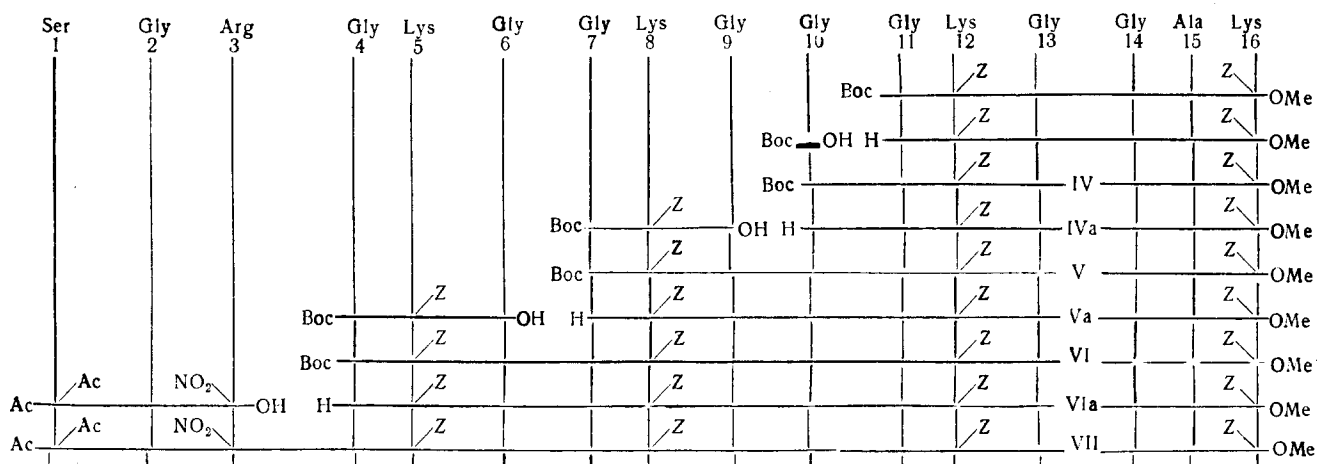 Ser Gly Arg Gly Lys Gly Gly Lys Gly Gly Gly Lys Gly Gly Ala Lys
1 2 3 4 5 6 7 8 9 10 11 12 13 14 15 16
Z Z
Boc OMe
Z Z
Boc OH H OMe
Z Z
Boc IV OMe
Z Z Z
Boc OH H IVa OMe
Z Z Z
Boc V OMe
Z Z Z Z
Boc OH H Va OMe
Z Z Z Z
Boc VI OMe
Ac NO2 Z Z Z Z
Ac OH H VIa OMe
Ac NO2 Z Z Z Z
Ac VII OMe